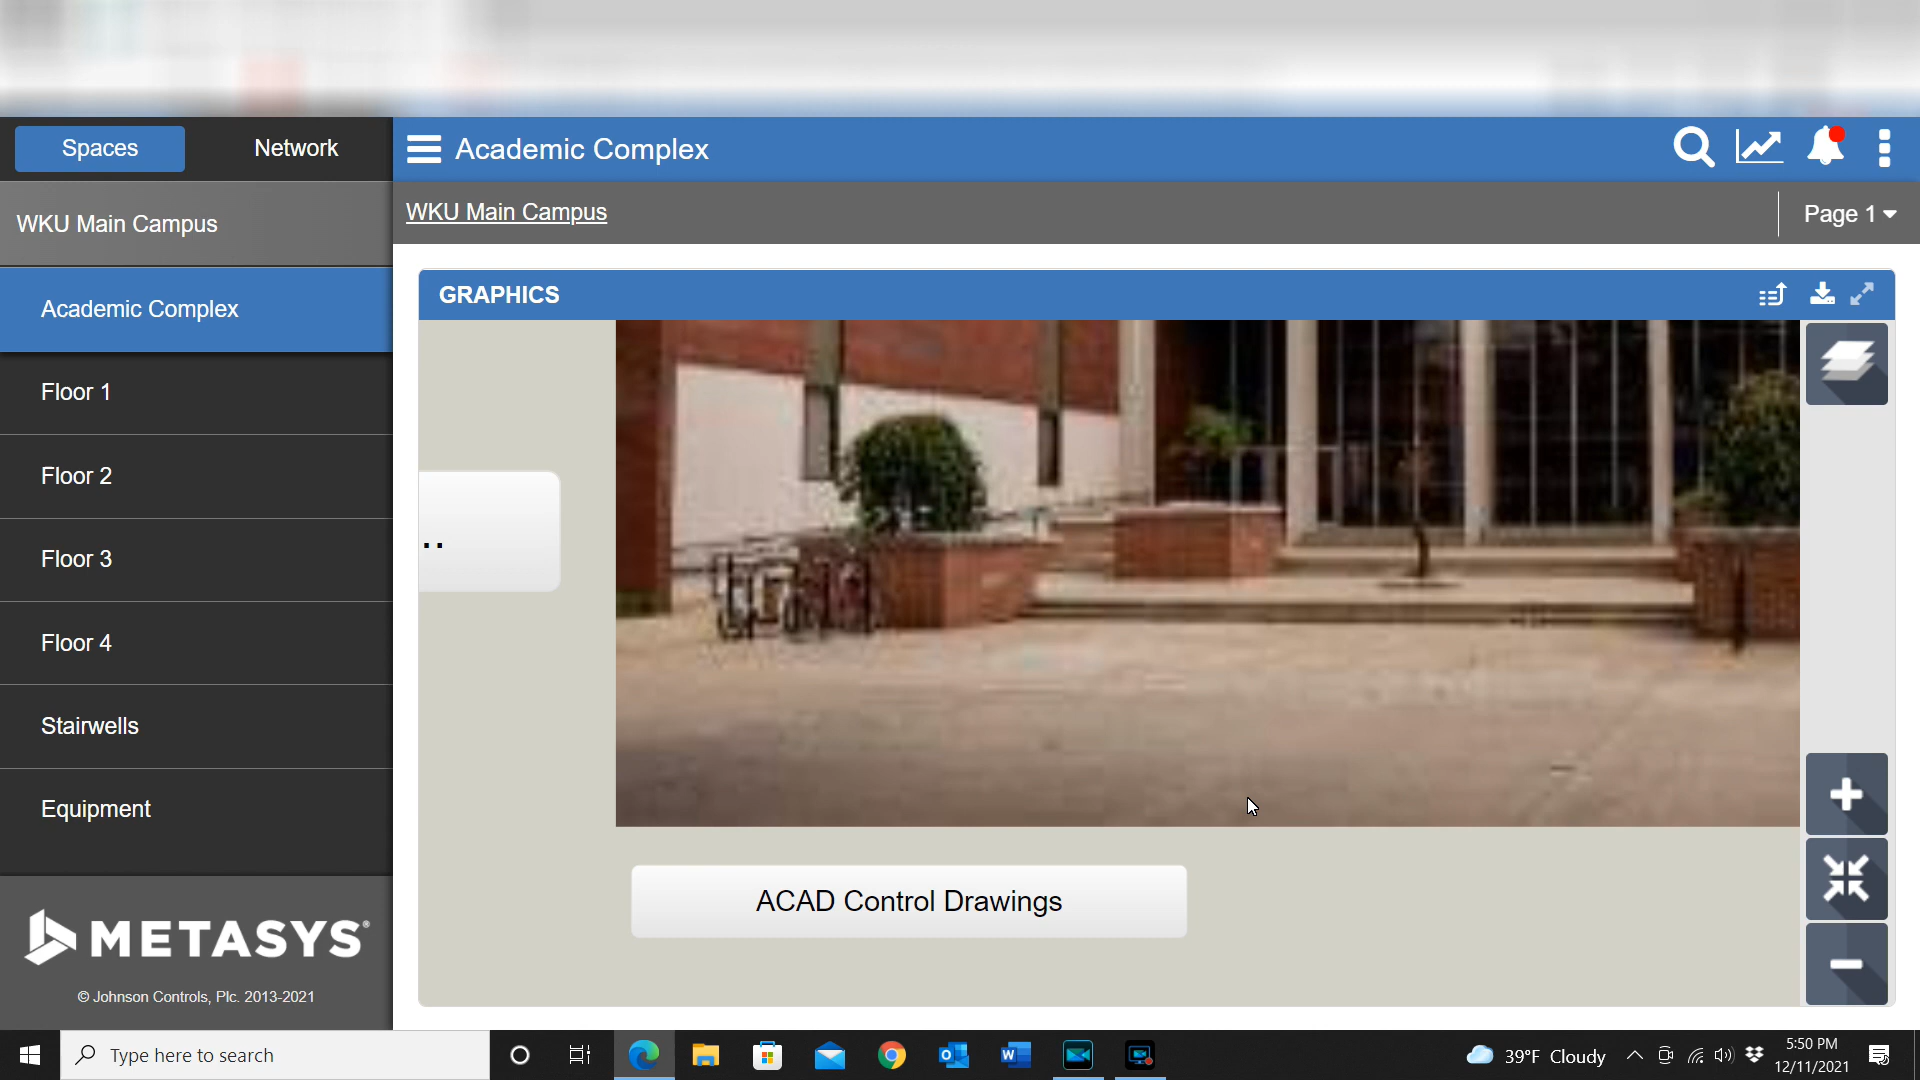 Spaces
Network
Academic Complex
WKU Main Campus
WKU Main Campus
Page 1
Academic Complex
GRAPHICS
Floor 1
Floor 2
Floor 3
Floor 4
Stairwells
Equipment
..
ACAD Control Drawings
METASYS®
© Johnson Controls, Plc. 2013-2021
Type here to search
39°F Cloudy
5:50 PM
12/11/2021